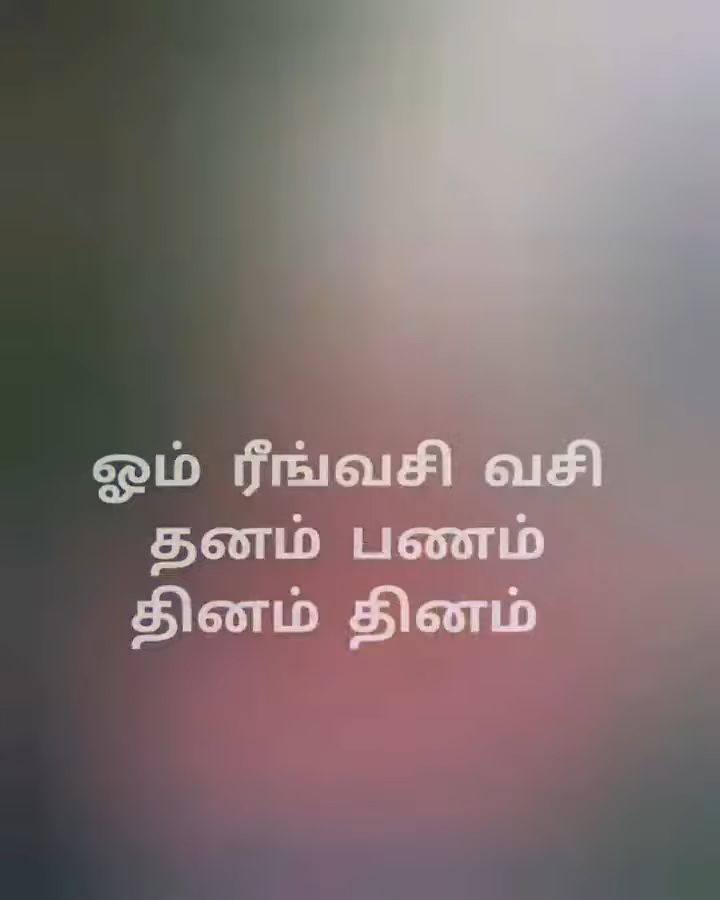 ஓம் ரீங்வசி வசி
தனம் பணம்
தினம் தினம்